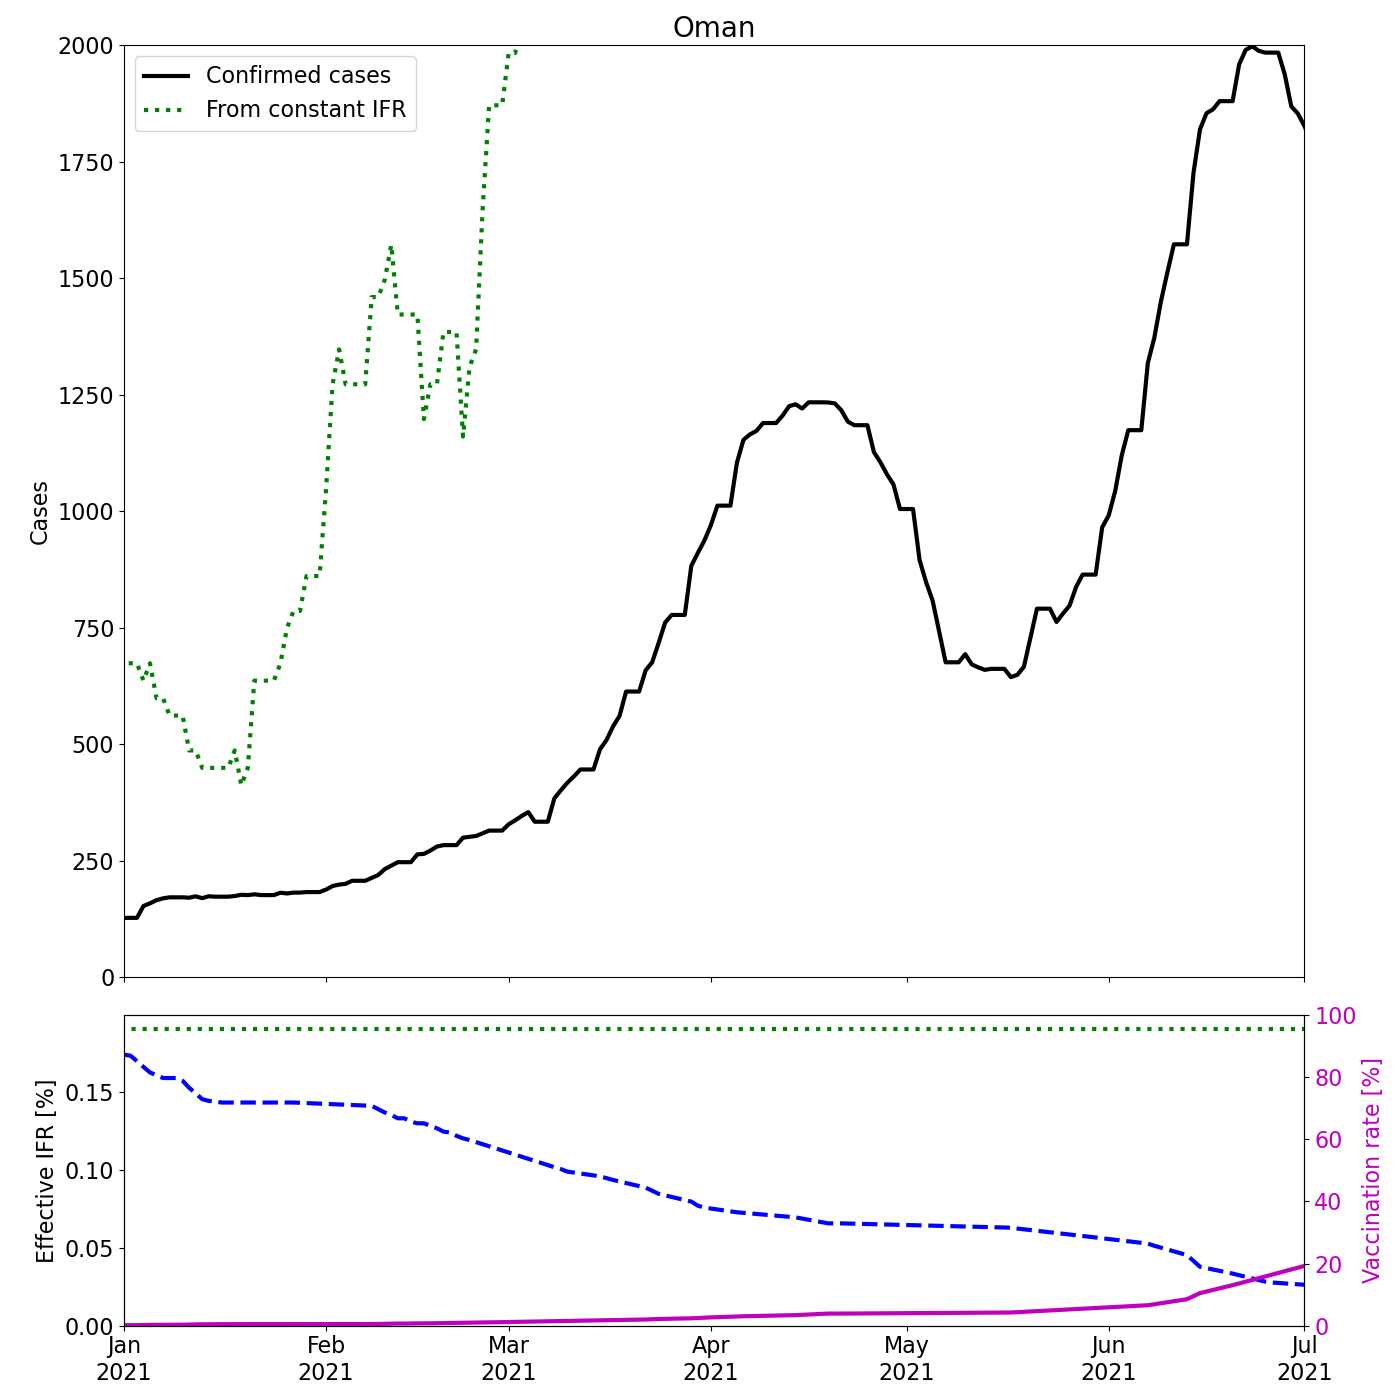 Oman
2000
1750
1500
1250
1000
750
500
250
0
Cases
Confirmed cases
From constant IFR
0.15
0.10
0.05
0.00
Effective IFR [%]
100
80
60
40
20
0
Vaccination rate [%]
Jan Feb Mar Apr May Jun Jul
2021 2021 2021 2021 2021 2021 2021